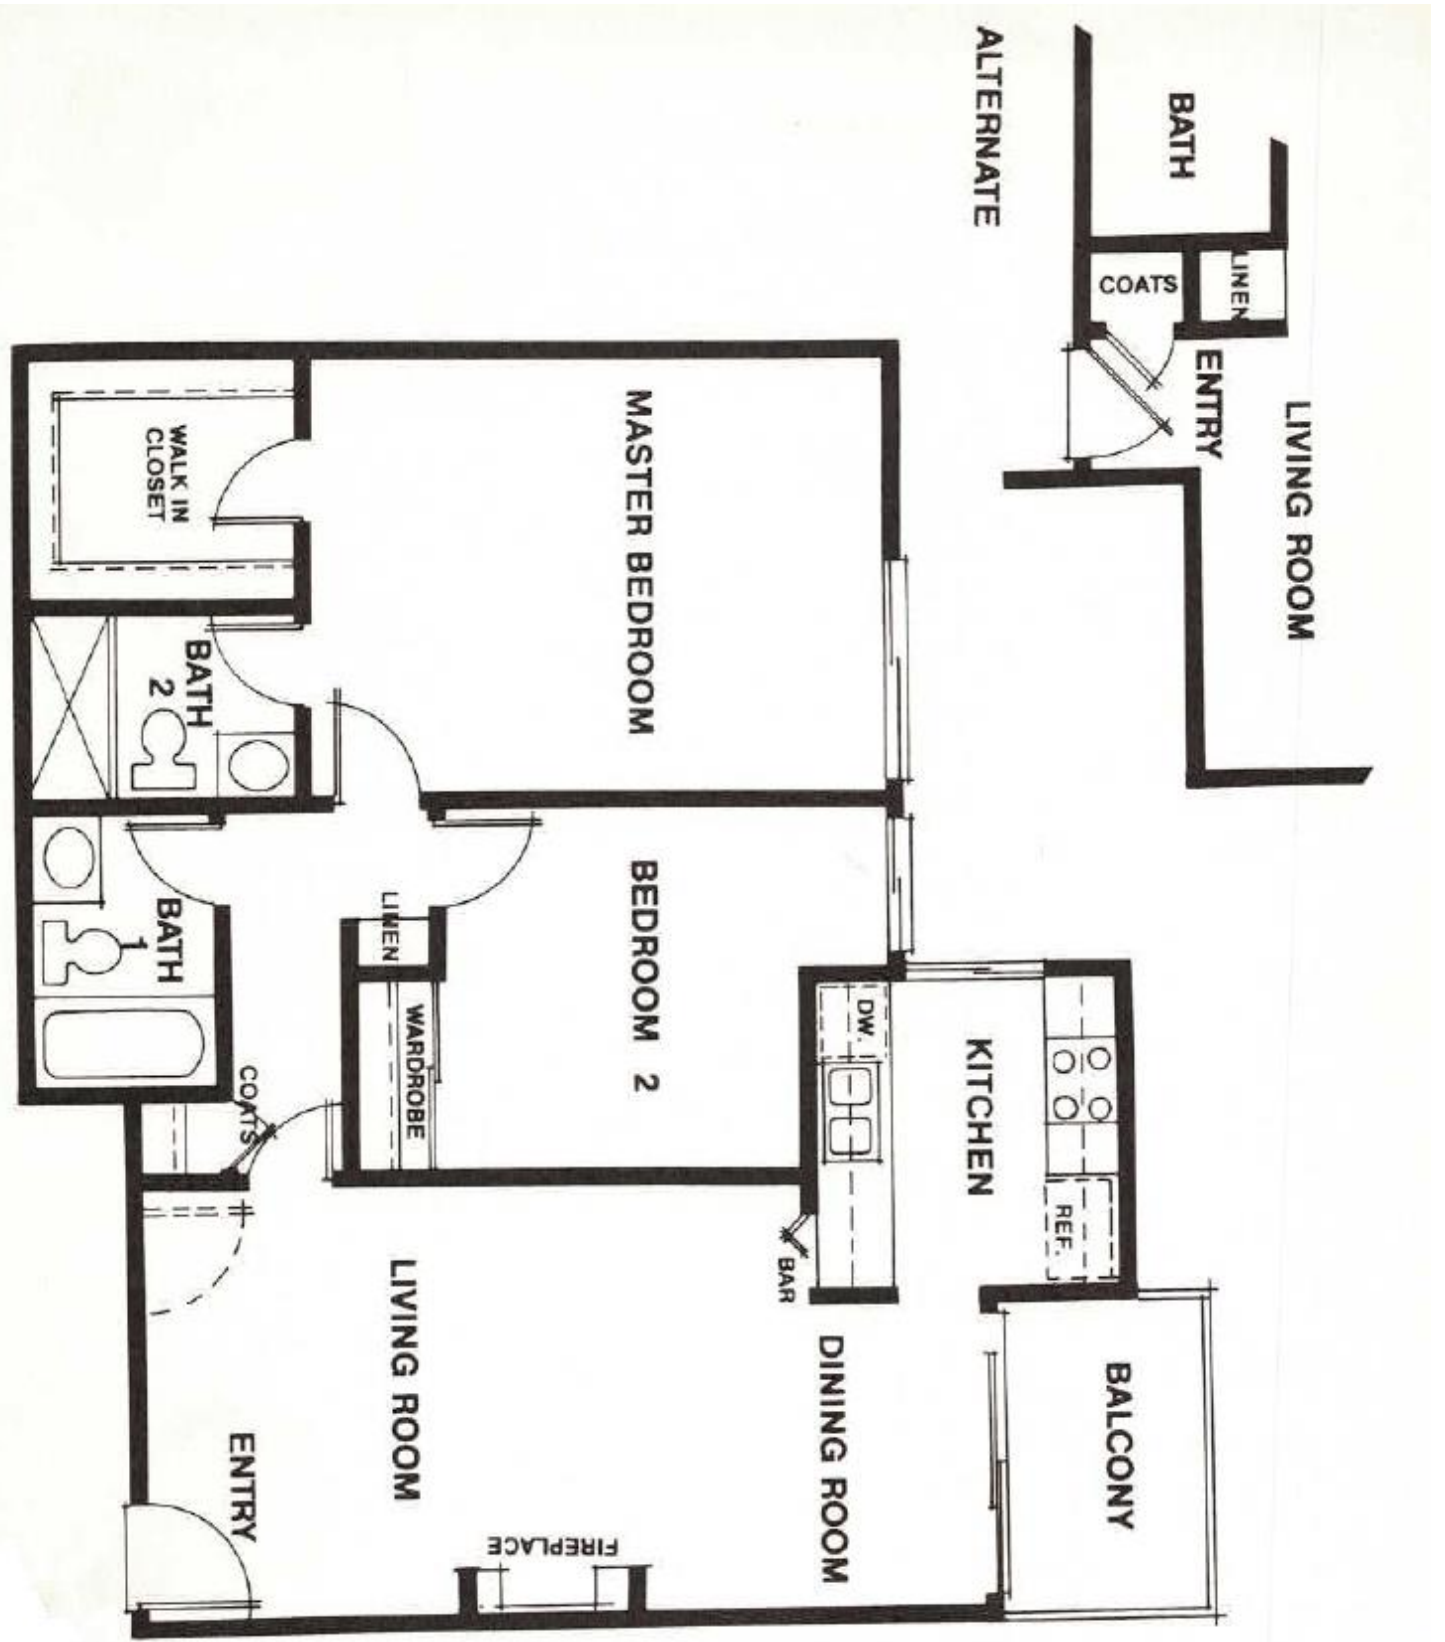 ALTERNATE
BATH
COATS
LINEN
ENTRY
LIVING ROOM
WALK IN
CLOSET
MASTER BEDROOM
BATH
2
BATH
1
LINEN
BEDROOM 2
WARDROBE
COATS
DW.
KITCHEN
REF.
BAR
LIVING ROOM
DINING ROOM
BALCONY
ENTRY
FIREPLACE